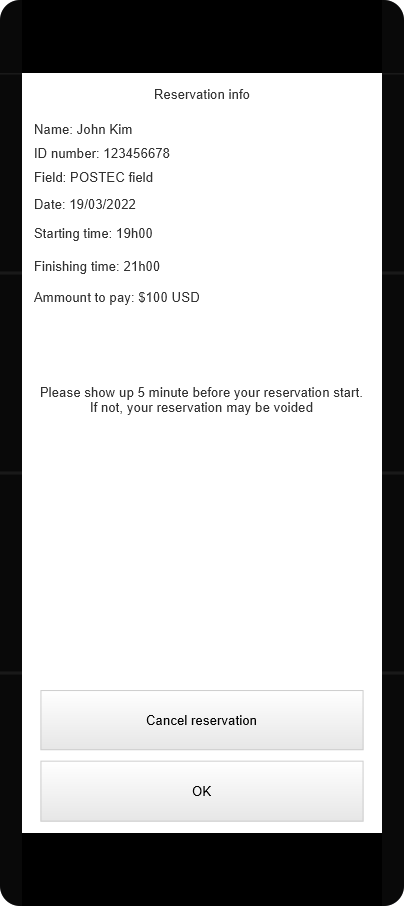 Reservation info
Name: John Kim
ID number: 123456678
Field: POSTEC field
Date: 19/03/2022
Starting time: 19h00
Finishing time: 21h00
Ammount to pay: $100 USD
Please show up 5 minute before your reservation start.
If not, your reservation may be voided
Cancel reservation
OK